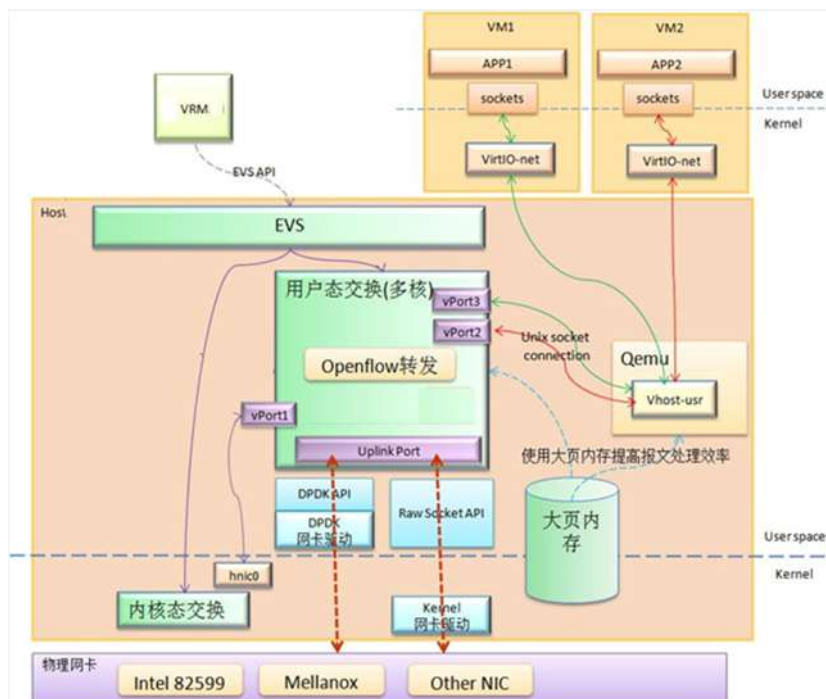 VM1
VM2
APP1
APP2
VRM
sockets
sockets
User space
Kernel
VirtIO-net
VirtIO-net
EVS API
Host
EVS
用户态交换(多核)
vPort3
vPort2
Unix socket
connection
Qemu
Openflow转发
Vhost-usr
vPort1
Uplink Port
使用大页内存提高报文处理效率
DPDK API
DPDK
网卡驱动
Raw Socket API
大页内
存
User space
Kernel
hnic0
内核态交换
Kernel
网卡驱动
物理网卡
Intel 82599
Mellanox
Other NIC